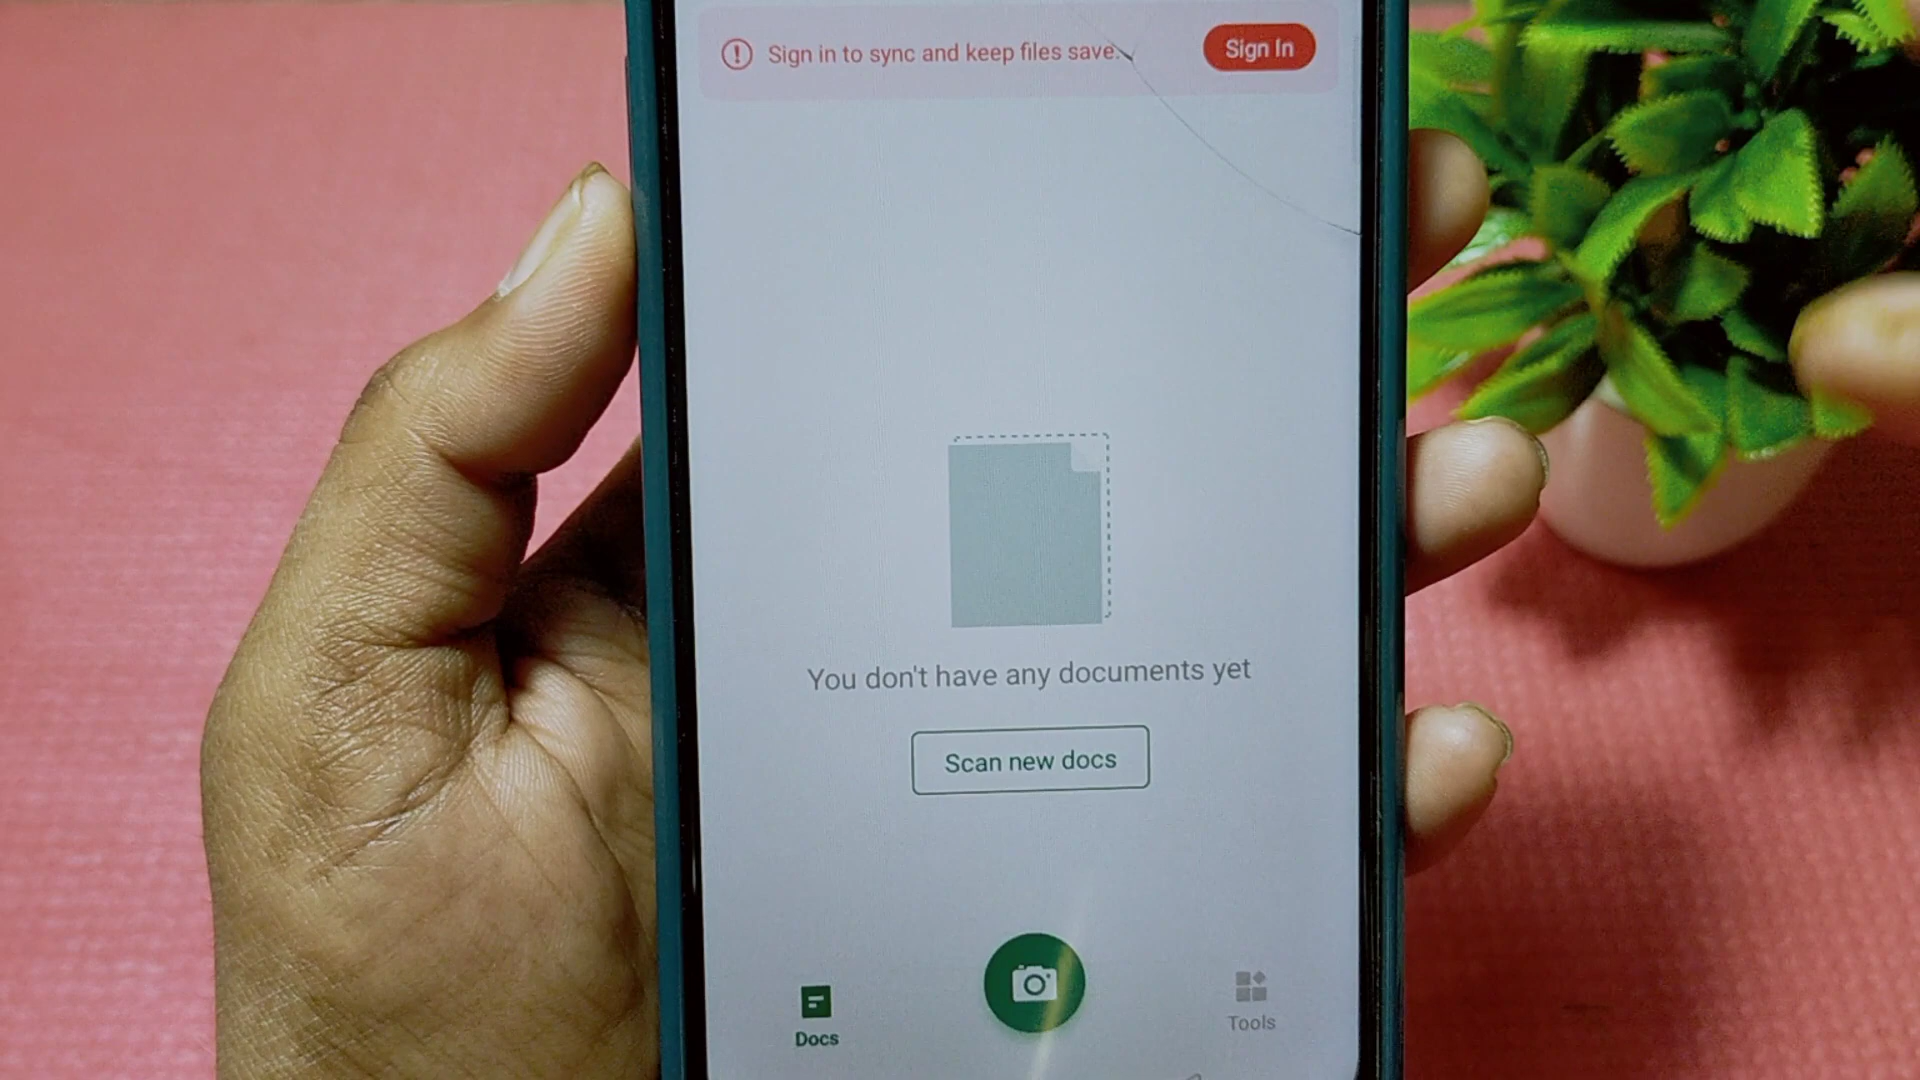 Sign in to sync and keep files save.
Sign In
You don't have any documents yet
Scan new docs
Docs
Tools